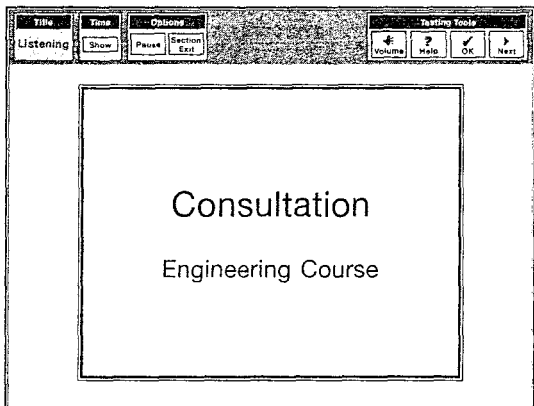 Title Time Options Testing Tools
Listening Show Pause Section Exit Volume Help OK Next
Consultation
Engineering Course